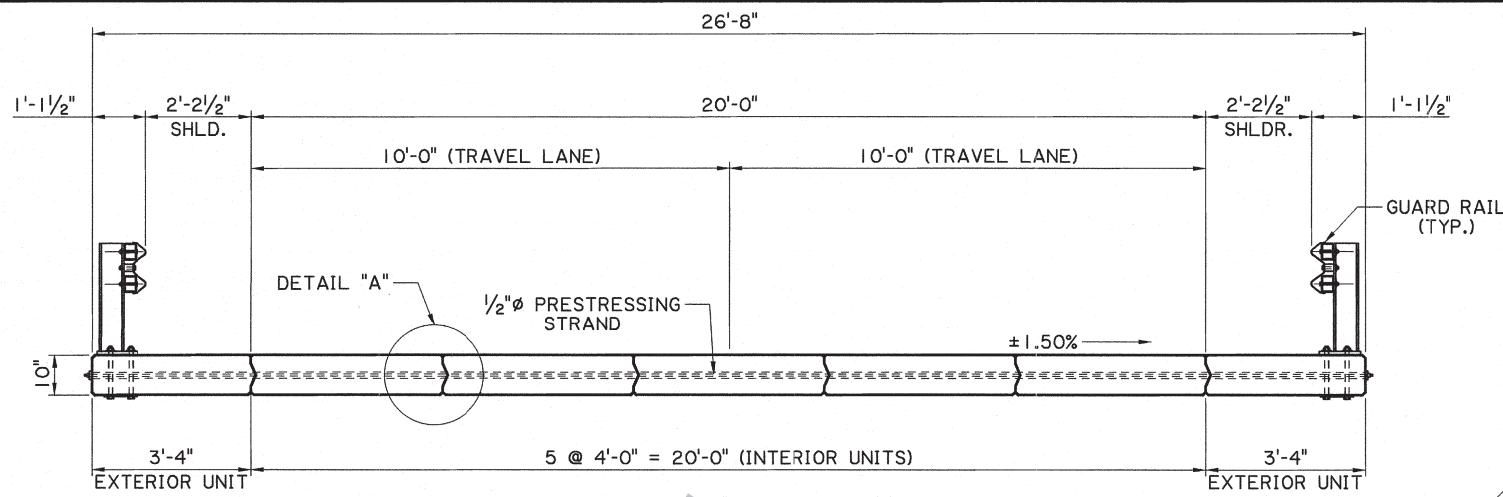 26'-8"
1'-1½"
2'-2½"
SHLD.
20'-0"
2'-2½"
SHLDR.
1'-1½"
10'-0" (TRAVEL LANE)
10'-0" (TRAVEL LANE)
GUARD RAIL
(TYP.)
DETAIL "A"
½"ø PRESTRESSING
STRAND
±1.50%
10"
3'-4"
EXTERIOR UNIT
5 @ 4'-0" = 20'-0" (INTERIOR UNITS)
3'-4"
EXTERIOR UNIT